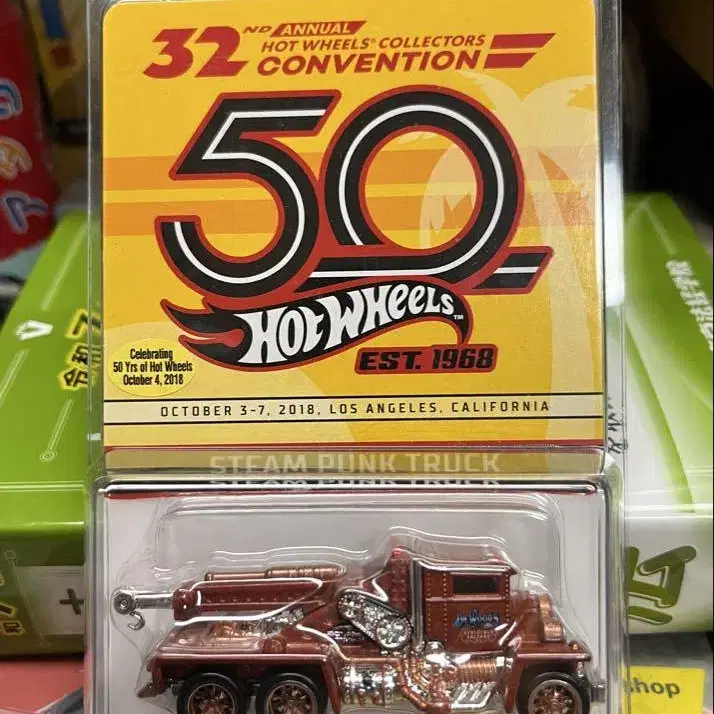 32ND ANNUAL
HOT WHEELS® COLLECTORS
CONVENTION
50
HOT WHEELS™
EST. 1968
Celebrating
50 Yrs of Hot Wheels
October 4, 2018
OCTOBER 3-7, 2018, LOS ANGELES, CALIFORNIA
STEAM PUNK TRUCK
shop